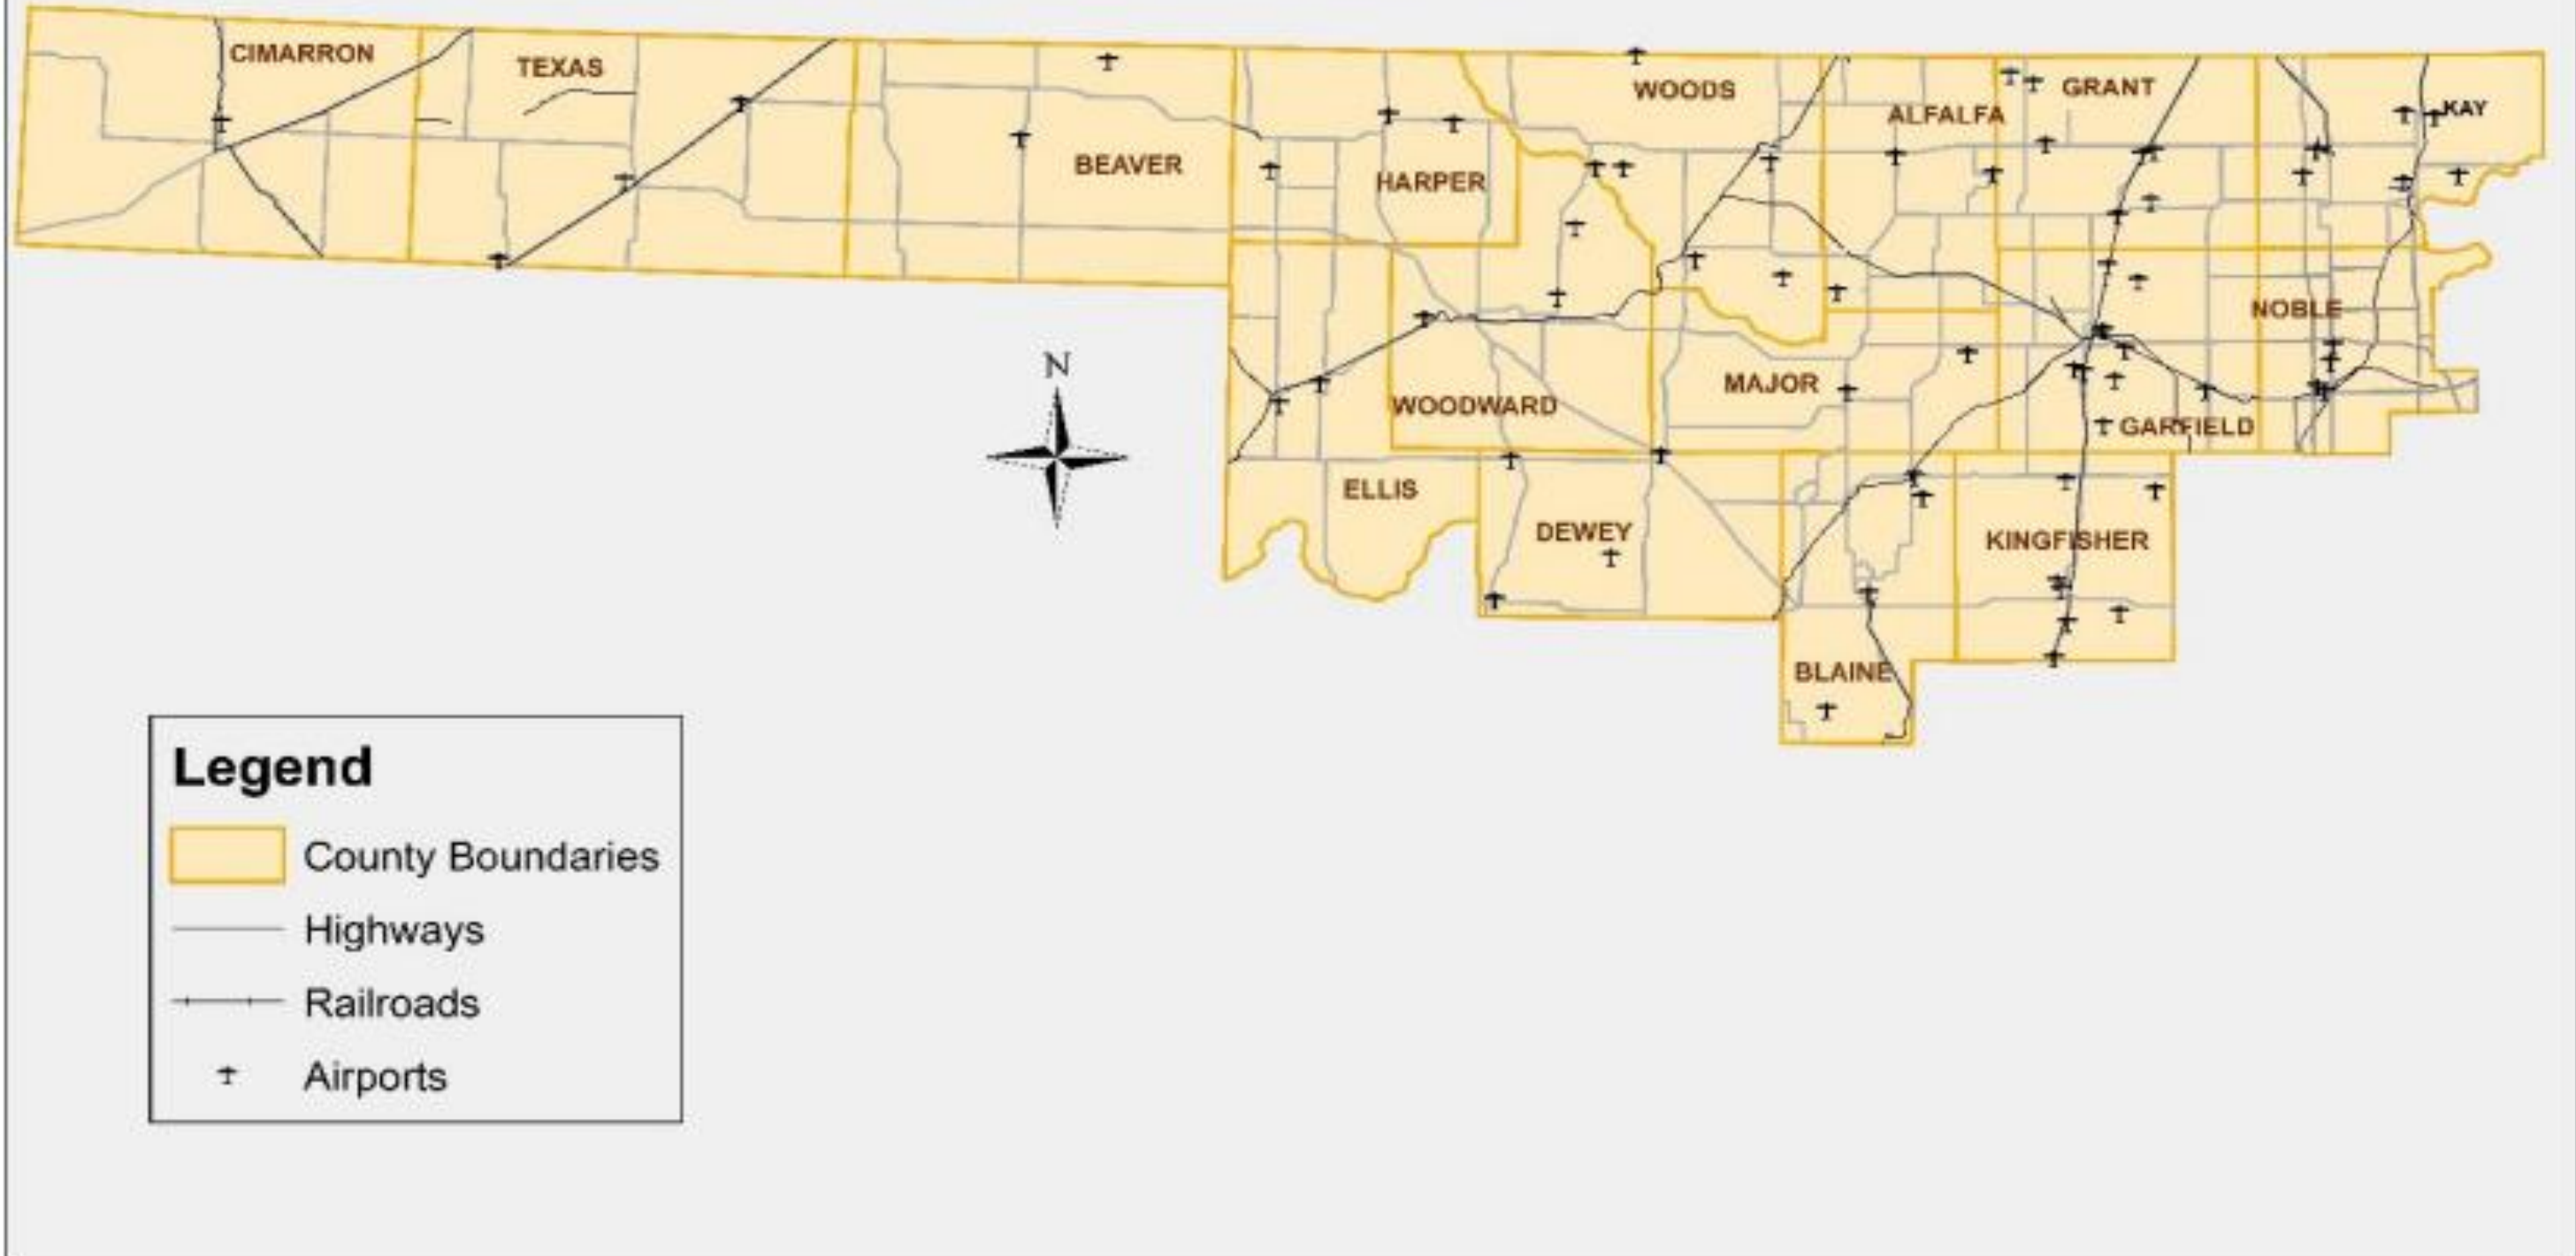 CIMARRON
TEXAS
WOODS
GRANT
ALFALFA
KAY
BEAVER
HARPER
NOBLE
N
MAJOR
WOODWARD
GARFIELD
ELLIS
DEWEY
KINGFISHER
BLAINE
Legend
County Boundaries
Highways
Railroads
Airports